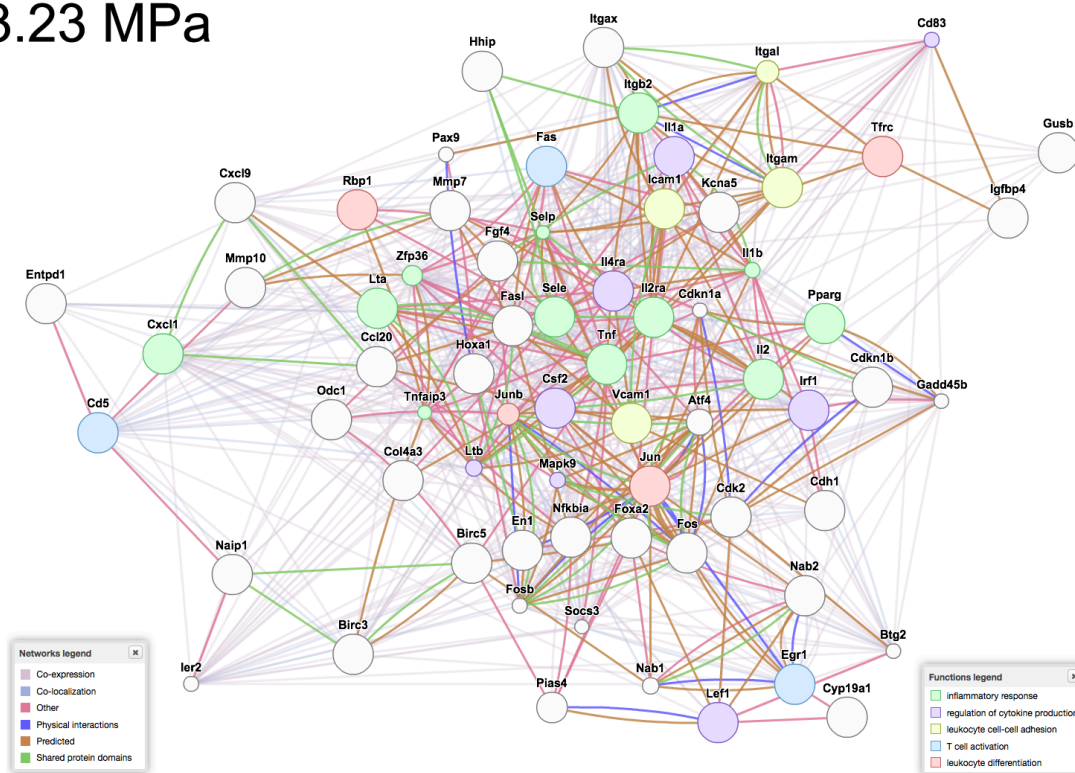 3.23 MPa
Itgax
Cd83
Hhip
Itgal
Itgb2
Gusb
Pax9
Fas
Il1a
Tfrc
Itgam
Cxcl9
Rbp1
Mmp7
Icam1
Kcna5
Igfbp4
Selp
Fgf4
Zfp36
Il1b
Mmp10
Il4ra
Entpd1
Lta
Fasl
Sele
Il2ra
Cdkn1a
Pparg
Cxcl1
Ccl20
Hoxa1
Tnf
Il2
Cdkn1b
Irf1
Gadd45b
Odc1
Csf2
Cd5
Tnfaip3
Junb
Vcam1
Atf4
Col4a3
Ltb
Mapk9
Jun
Cdk2
Cdh1
Nfkbia
Foxa2
En1
Fos
Birc5
Naip1
Nab2
Fosb
Socs3
Birc3
Btg2
Ier2
Nab1
Egr1
Pias4
Lef1
Cyp19a1
Networks legend
Co-expression
Co-localization
Other
Physical interactions
Predicted
Shared protein domains
Functions legend
inflammatory response
regulation of cytokine production
leukocyte cell-cell adhesion
T cell activation
leukocyte differentiation